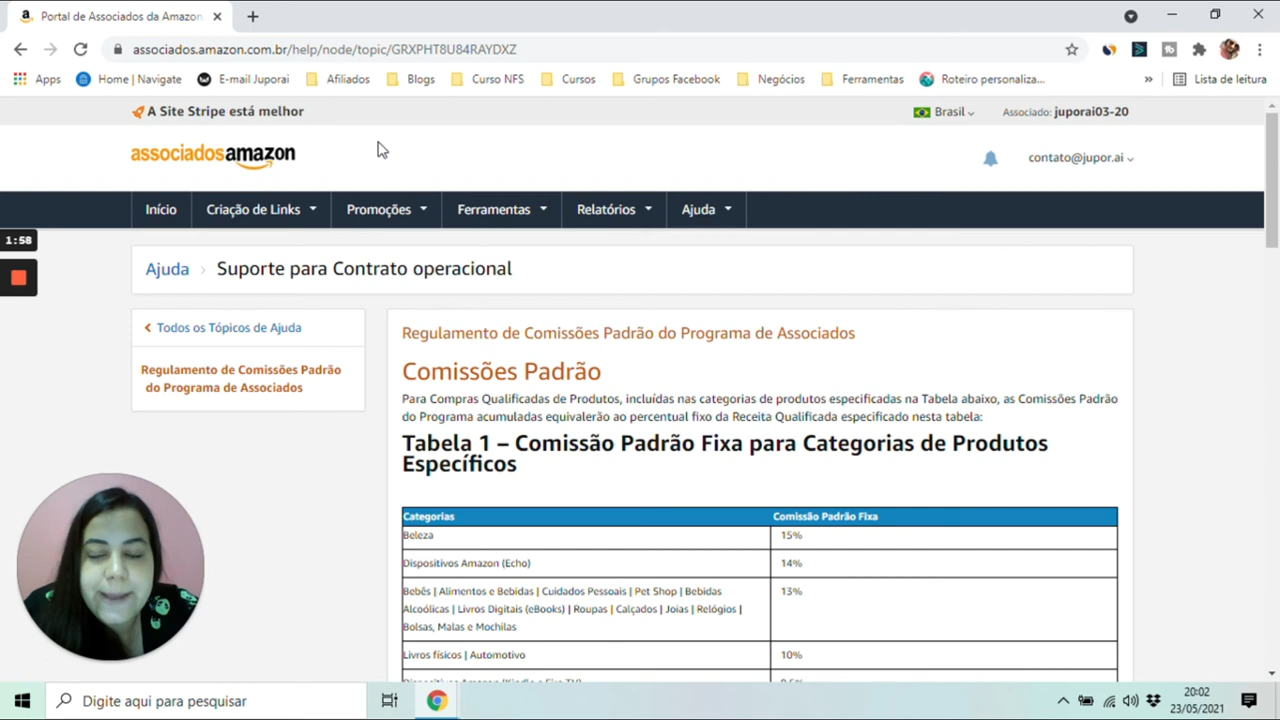 Portal de Associados da Amazon
associados.amazon.com.br/help/node/topic/GRXPHT8U84RAYDXZ
Apps
Home | Navigate
E-mail Juporai
Afiliados
Blogs
Curso NFS
Cursos
Grupos Facebook
Negócios
Ferramentas
Roteiro personaliza...
»
Lista de leitura
A Site Stripe está melhor
Brasil
Associado: juporai03-20
associadosamazon
contato@jupor.ai
Início
Criação de Links
Promoções
Ferramentas
Relatórios
Ajuda
1:58
Ajuda › Suporte para Contrato operacional
Todos os Tópicos de Ajuda
Regulamento de Comissões Padrão
do Programa de Associados
Regulamento de Comissões Padrão do Programa de Associados
Comissões Padrão
Para Compras Qualificadas de Produtos, incluídas nas categorias de produtos especificadas na Tabela abaixo, as Comissões Padrão
do Programa acumuladas equivalerão ao percentual fixo da Receita Qualificada especificado nesta tabela:
Tabela 1 – Comissão Padrão Fixa para Categorias de Produtos
Específicos
Categorias
Comissão Padrão Fixa
Beleza
15%
Dispositivos Amazon (Echo)
14%
Bebês | Alimentos e Bebidas | Cuidados Pessoais | Pet Shop | Bebidas
Alcoólicas | Livros Digitais (eBooks) | Roupas | Calçados | Joias | Relógios |
Bolsas, Malas e Mochilas
13%
Livros físicos | Automotivo
10%
Digite aqui para pesquisar
20:02
23/05/2021